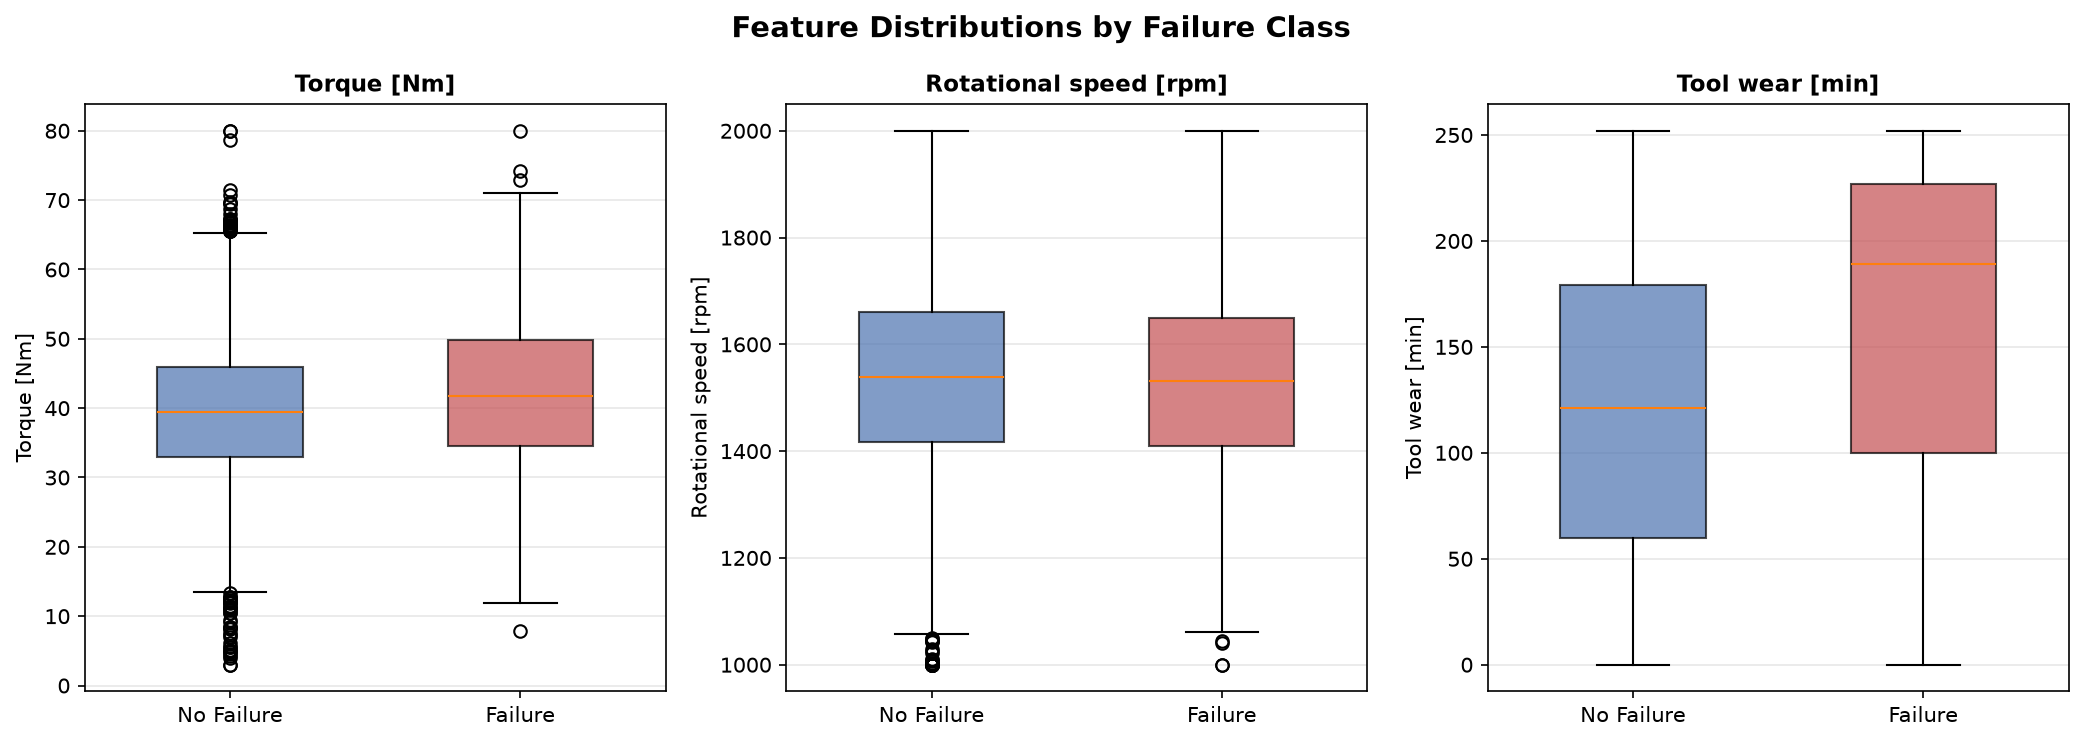 Feature Distributions by Failure Class
Torque [Nm]
Torque [Nm]
80
70
60
50
40
30
20
10
0
No Failure
Failure
Rotational speed [rpm]
Rotational speed [rpm]
2000
1800
1600
1400
1200
1000
No Failure
Failure
Tool wear [min]
Tool wear [min]
250
200
150
100
50
0
No Failure
Failure